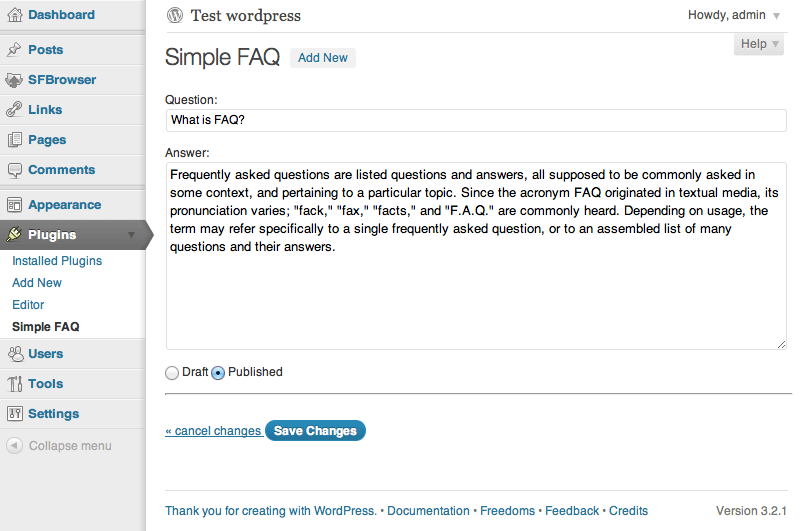 Dashboard
Posts
SFBrowser
Links
Pages
Comments
Appearance
Plugins
Installed Plugins
Add New
Editor
Simple FAQ
Users
Tools
Settings
Collapse menu
Test wordpress
Howdy, admin
Help
Simple FAQ Add New
Question:
What is FAQ?
Answer:
Frequently asked questions are listed questions and answers, all supposed to be commonly asked in
some context, and pertaining to a particular topic. Since the acronym FAQ originated in textual media, its
pronunciation varies; "fack," "fax," "facts," and "F.A.Q." are commonly heard. Depending on usage, the
term may refer specifically to a single frequently asked question, or to an assembled list of many
questions and their answers.
Draft Published
« cancel changes Save Changes
Thank you for creating with WordPress. • Documentation • Freedoms • Feedback • Credits
Version 3.2.1